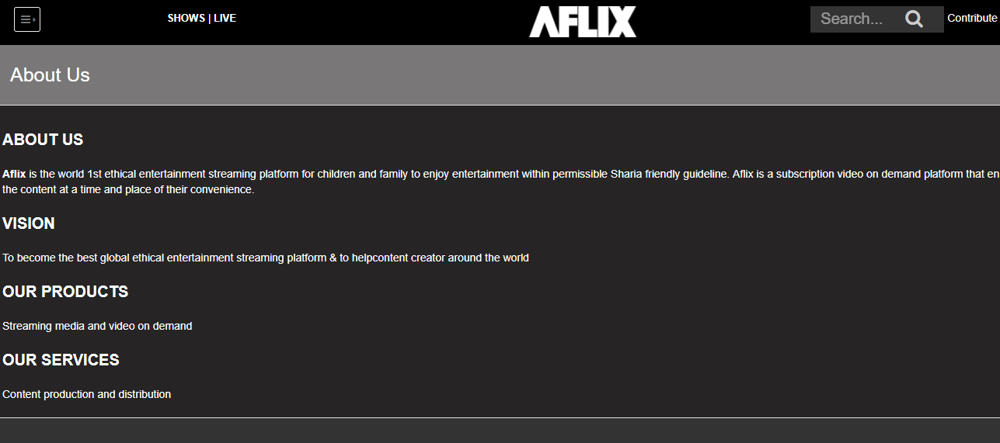 SHOWS | LIVE
AFLIX
Search...
Contribute
About Us
ABOUT US
Aflix is the world 1st ethical entertainment streaming platform for children and family to enjoy entertainment within permissible Sharia friendly guideline. Aflix is a subscription video on demand platform that en
the content at a time and place of their convenience.
VISION
To become the best global ethical entertainment streaming platform & to helpcontent creator around the world
OUR PRODUCTS
Streaming media and video on demand
OUR SERVICES
Content production and distribution